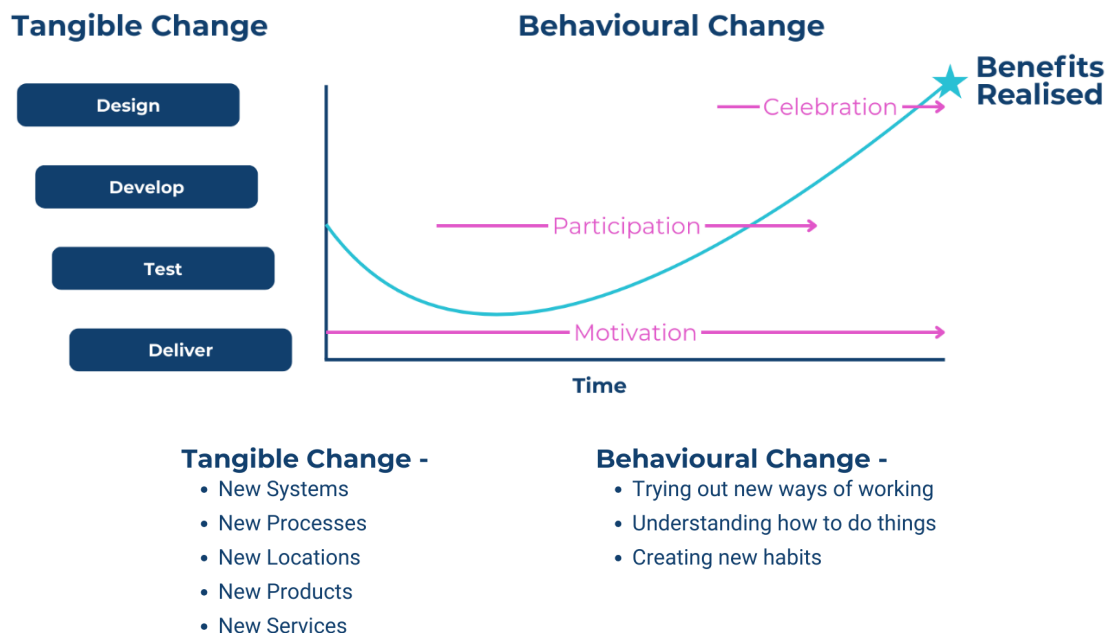 Tangible Change
Behavioural Change
Design
Develop
Test
Deliver
Benefits
Realised
Celebration
Participation
Motivation
Time
Tangible Change -
• New Systems
• New Processes
• New Locations
• New Products
• New Services
Behavioural Change -
• Trying out new ways of working
• Understanding how to do things
• Creating new habits